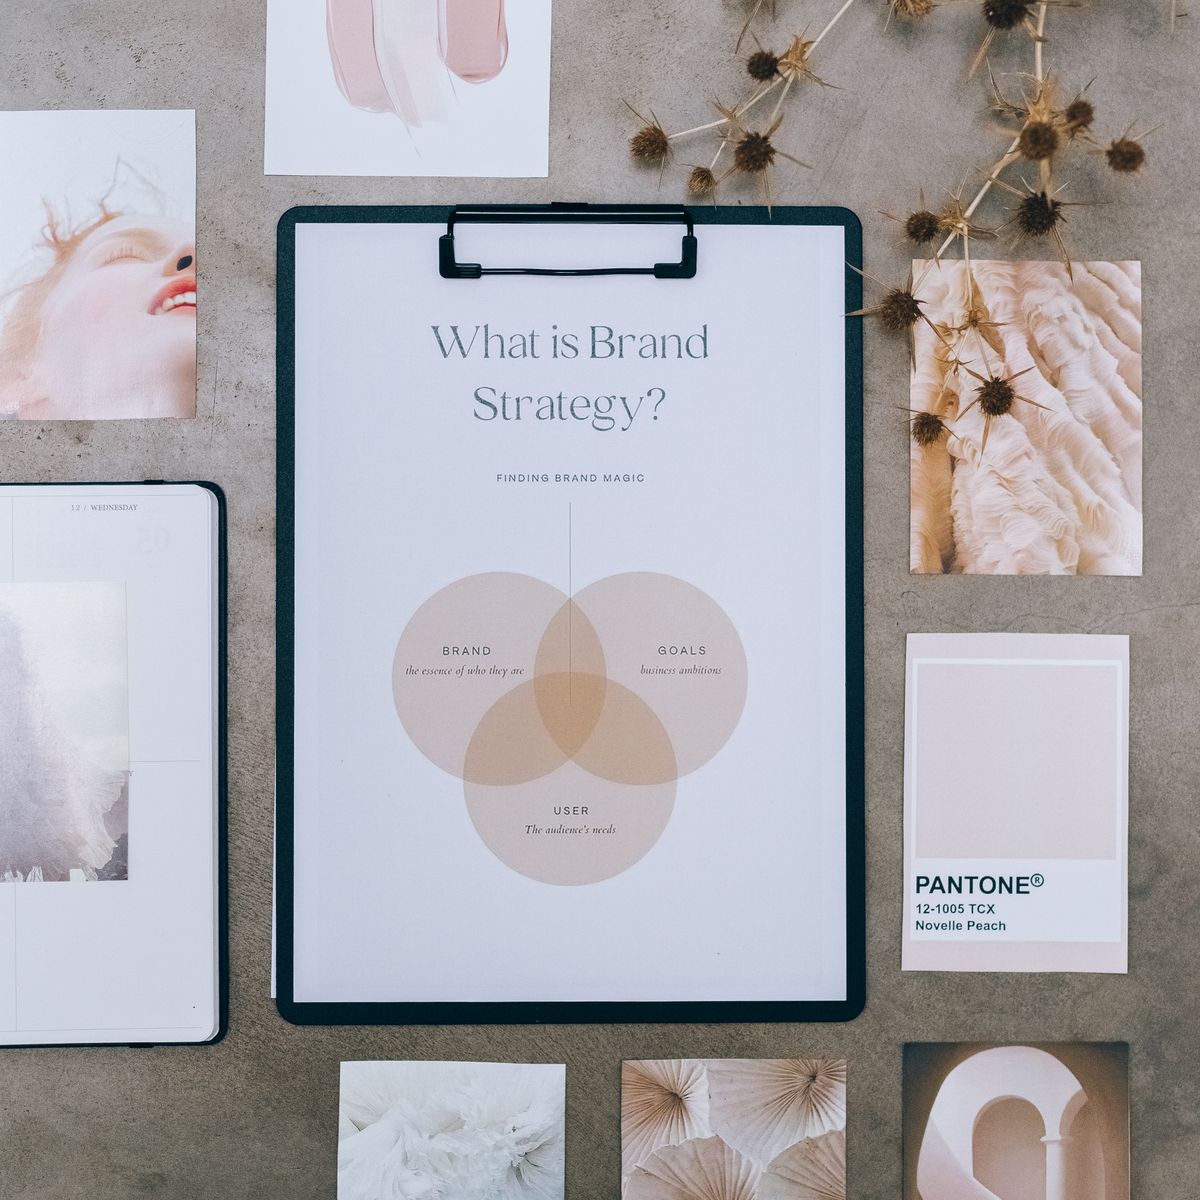 What is Brand
Strategy?
FINDING BRAND MAGIC
BRAND
the essence of who they are
GOALS
business ambitions
USER
The audience's needs
12 / WEDNESDAY
PANTONE®
12-1005 TCX
Novelle Peach